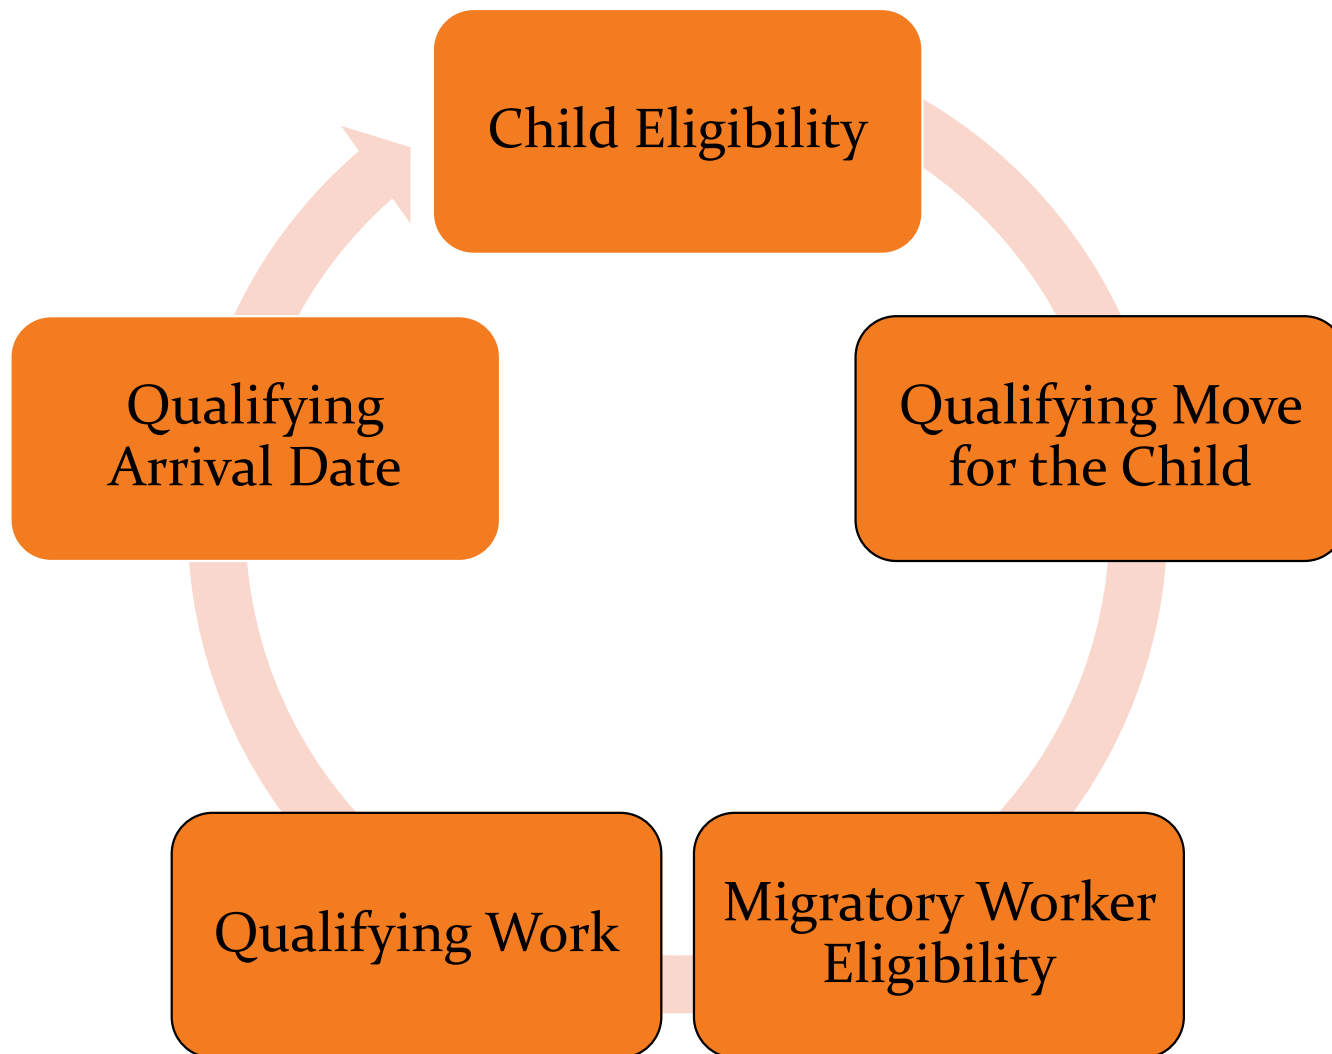 Child Eligibility
Qualifying Move
for the Child
Migratory Worker
Eligibility
Qualifying Work
Qualifying
Arrival Date